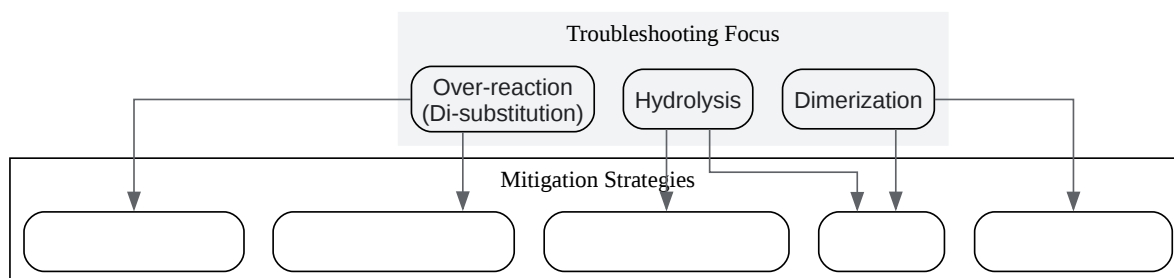 Troubleshooting Focus
Over-reaction
(Di-substitution)
Hydrolysis
Dimerization
Mitigation Strategies